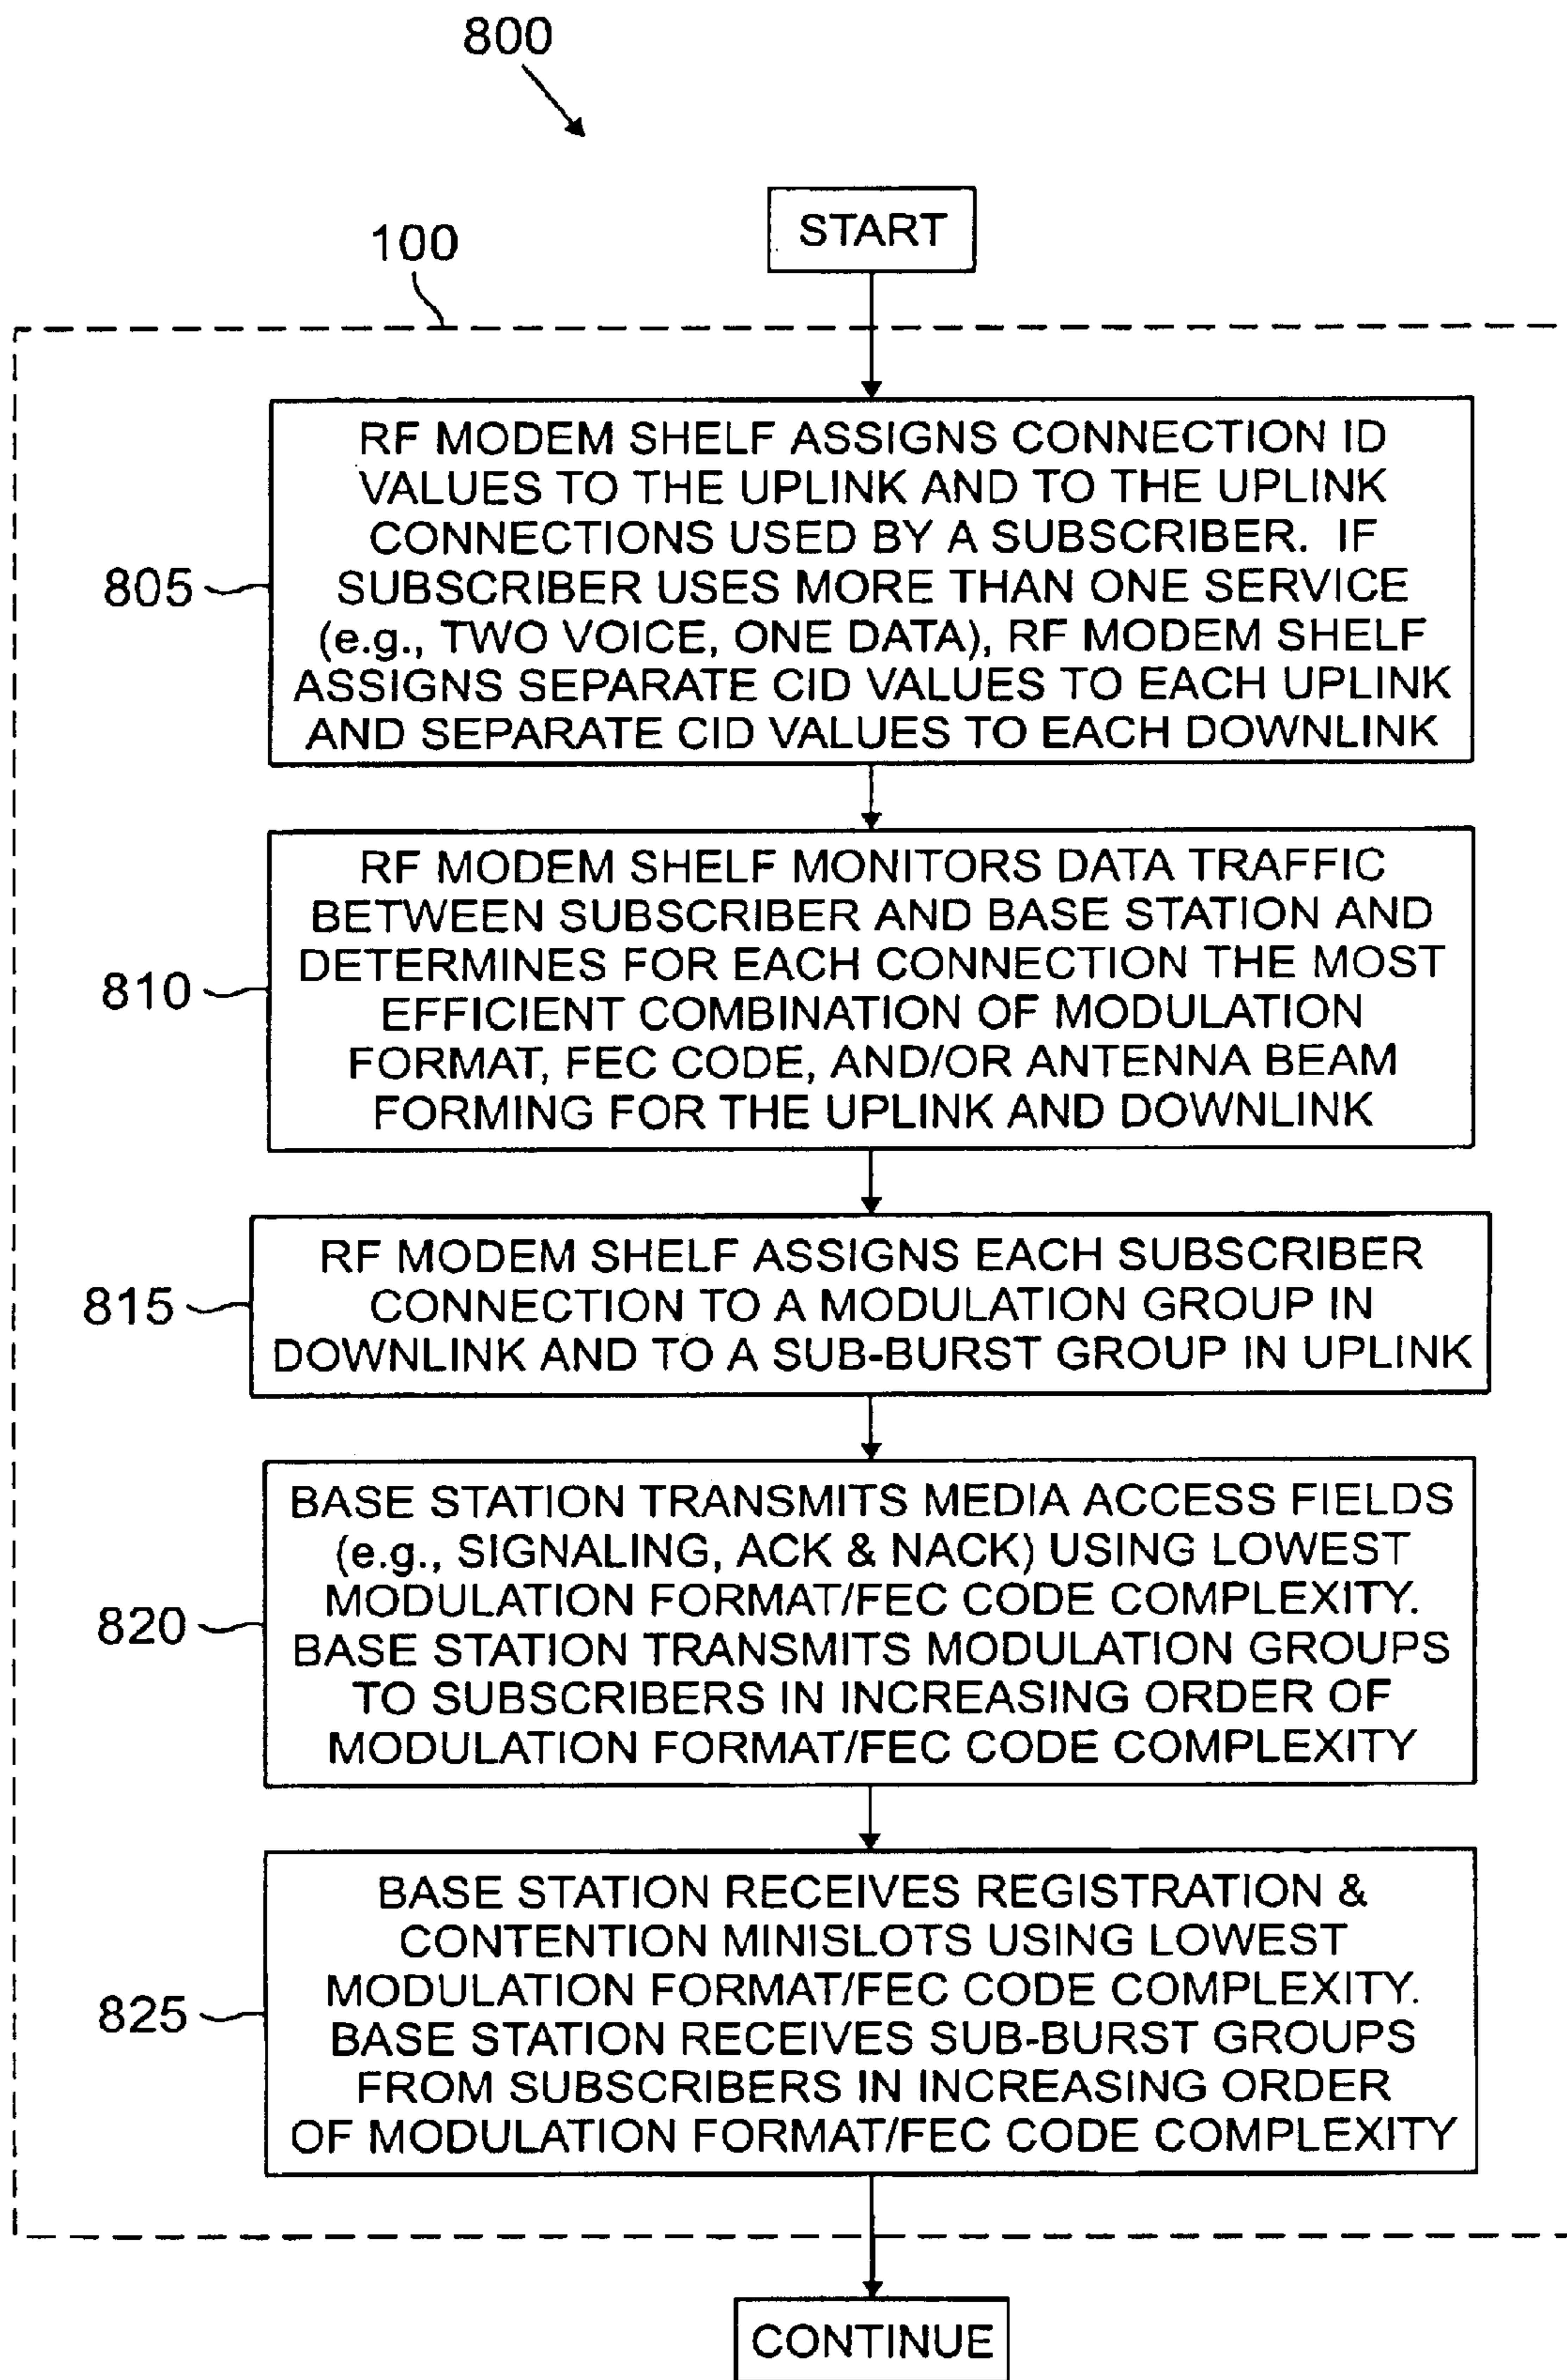 800
START
100
RF MODEM SHELF ASSIGNS CONNECTION ID
VALUES TO THE UPLINK AND TO THE UPLINK
CONNECTIONS USED BY A SUBSCRIBER. IF
SUBSCRIBER USES MORE THAN ONE SERVICE
(e.g., TWO VOICE, ONE DATA), RF MODEM SHELF
ASSIGNS SEPARATE CID VALUES TO EACH UPLINK
AND SEPARATE CID VALUES TO EACH DOWNLINK
805
RF MODEM SHELF MONITORS DATA TRAFFIC
BETWEEN SUBSCRIBER AND BASE STATION AND
DETERMINES FOR EACH CONNECTION THE MOST
EFFICIENT COMBINATION OF MODULATION
FORMAT, FEC CODE, AND/OR ANTENNA BEAM
FORMING FOR THE UPLINK AND DOWNLINK
810
RF MODEM SHELF ASSIGNS EACH SUBSCRIBER
CONNECTION TO A MODULATION GROUP IN
DOWNLINK AND TO A SUB-BURST GROUP IN UPLINK
815
BASE STATION TRANSMITS MEDIA ACCESS FIELDS
(e.g., SIGNALING, ACK & NACK) USING LOWEST
MODULATION FORMAT/FEC CODE COMPLEXITY.
BASE STATION TRANSMITS MODULATION GROUPS
TO SUBSCRIBERS IN INCREASING ORDER OF
MODULATION FORMAT/FEC CODE COMPLEXITY
820
BASE STATION RECEIVES REGISTRATION &
CONTENTION MINISLOTS USING LOWEST
MODULATION FORMAT/FEC CODE COMPLEXITY.
BASE STATION RECEIVES SUB-BURST GROUPS
FROM SUBSCRIBERS IN INCREASING ORDER
OF MODULATION FORMAT/FEC CODE COMPLEXITY
825
CONTINUE